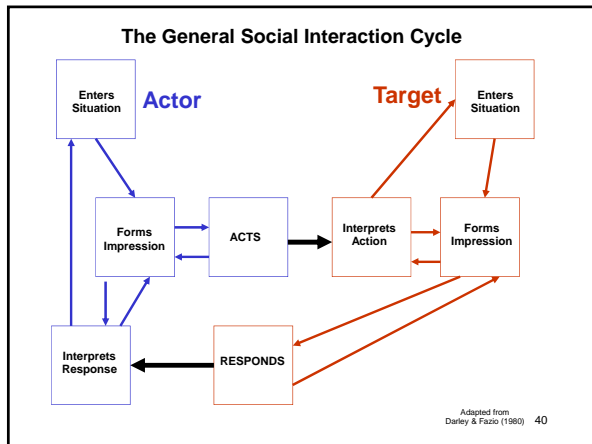 The General Social Interaction Cycle
Enters
Situation
Actor
Target
Enters
Situation
Forms
Impression
ACTS
Interprets
Action
Forms
Impression
Interprets
Response
RESPONDS
Adapted from
Darley & Fazio (1980)
40